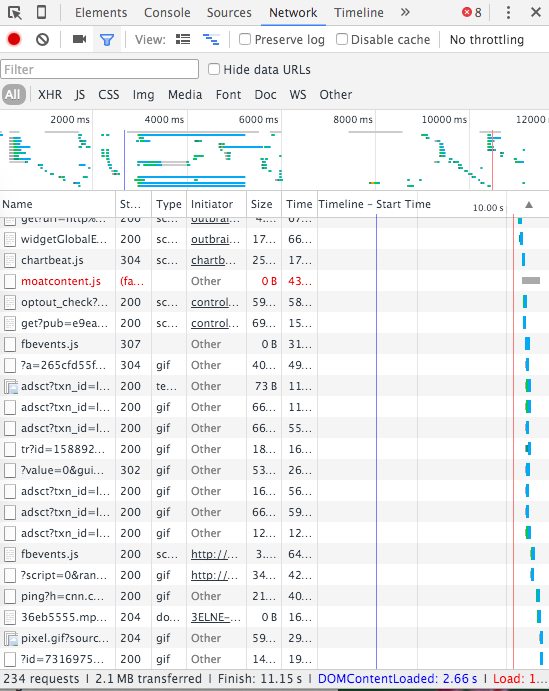 Elements Console Sources Network Timeline » 8
View: Preserve log Disable cache No throttling
Filter Hide data URLs
All XHR JS CSS Img Media Font Doc WS Other
2000 ms 4000 ms 6000 ms 8000 ms 10000 ms 12000
Name St... Type Initiator Size Time Timeline – Start Time 10.00 s
get?url=http%... 200 sc... outbrai... 4.... 67...
widgetGlobalE... 200 sc... outbrai... 17... 66...
chartbeat.js 304 sc... chartb... 25... 17...
moatcontent.js (fa... Other 0 B 43...
optout_check?... 200 sc... control... 59... 58...
get?pub=e9ea... 200 sc... control... 69... 15...
fbevents.js 307 Other 0 B 31...
?a=265cfd55f... 304 gif Other 40... 49...
adsct?txn_id=l... 200 te... Other 73 B 11...
adsct?txn_id=l... 200 gif Other 66... 11...
adsct?txn_id=l... 200 gif Other 66... 55...
tr?id=158892... 200 gif Other 18... 16...
?value=0&gui... 302 gif Other 53... 26...
adsct?txn_id=l... 200 gif Other 16... 56...
adsct?txn_id=l... 200 gif Other 66... 59...
adsct?txn_id=l... 200 gif Other 12... 12...
fbevents.js 200 sc... http://... 3.... 64...
?script=0&ran... 200 gif http://... 34... 42...
ping?h=cnn.c... 200 gif Other 21... 40...
36eb5555.mp... 204 do... 3ELNE-... 0 B 16...
pixel.gif?sourc... 204 gif Other 59... 29...
?id=7316975... 200 gif Other 14... 19...
234 requests | 2.1 MB transferred | Finish: 11.15 s | DOMContentLoaded: 2.66 s | Load: 1...